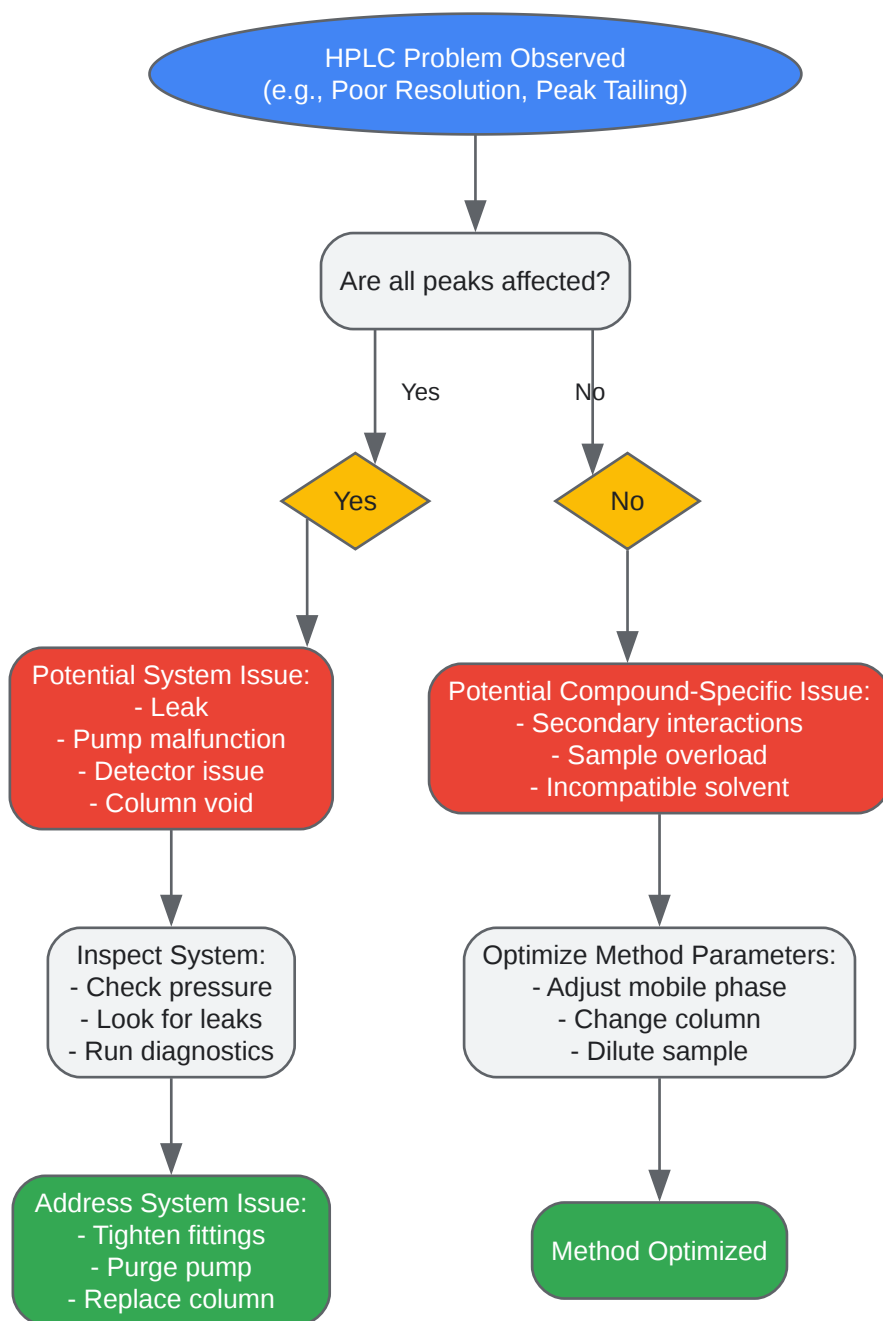 HPLC Problem Observed
(e.g., Poor Resolution, Peak Tailing)
Are all peaks affected?
Yes
No
Yes
No
Potential System Issue:
- Leak
- Pump malfunction
- Detector issue
- Column void
Potential Compound-Specific Issue:
- Secondary interactions
- Sample overload
- Incompatible solvent
Inspect System:
- Check pressure
- Look for leaks
- Run diagnostics
Optimize Method Parameters:
- Adjust mobile phase
- Change column
- Dilute sample
Address System Issue:
- Tighten fittings
- Purge pump
- Replace column
Method Optimized